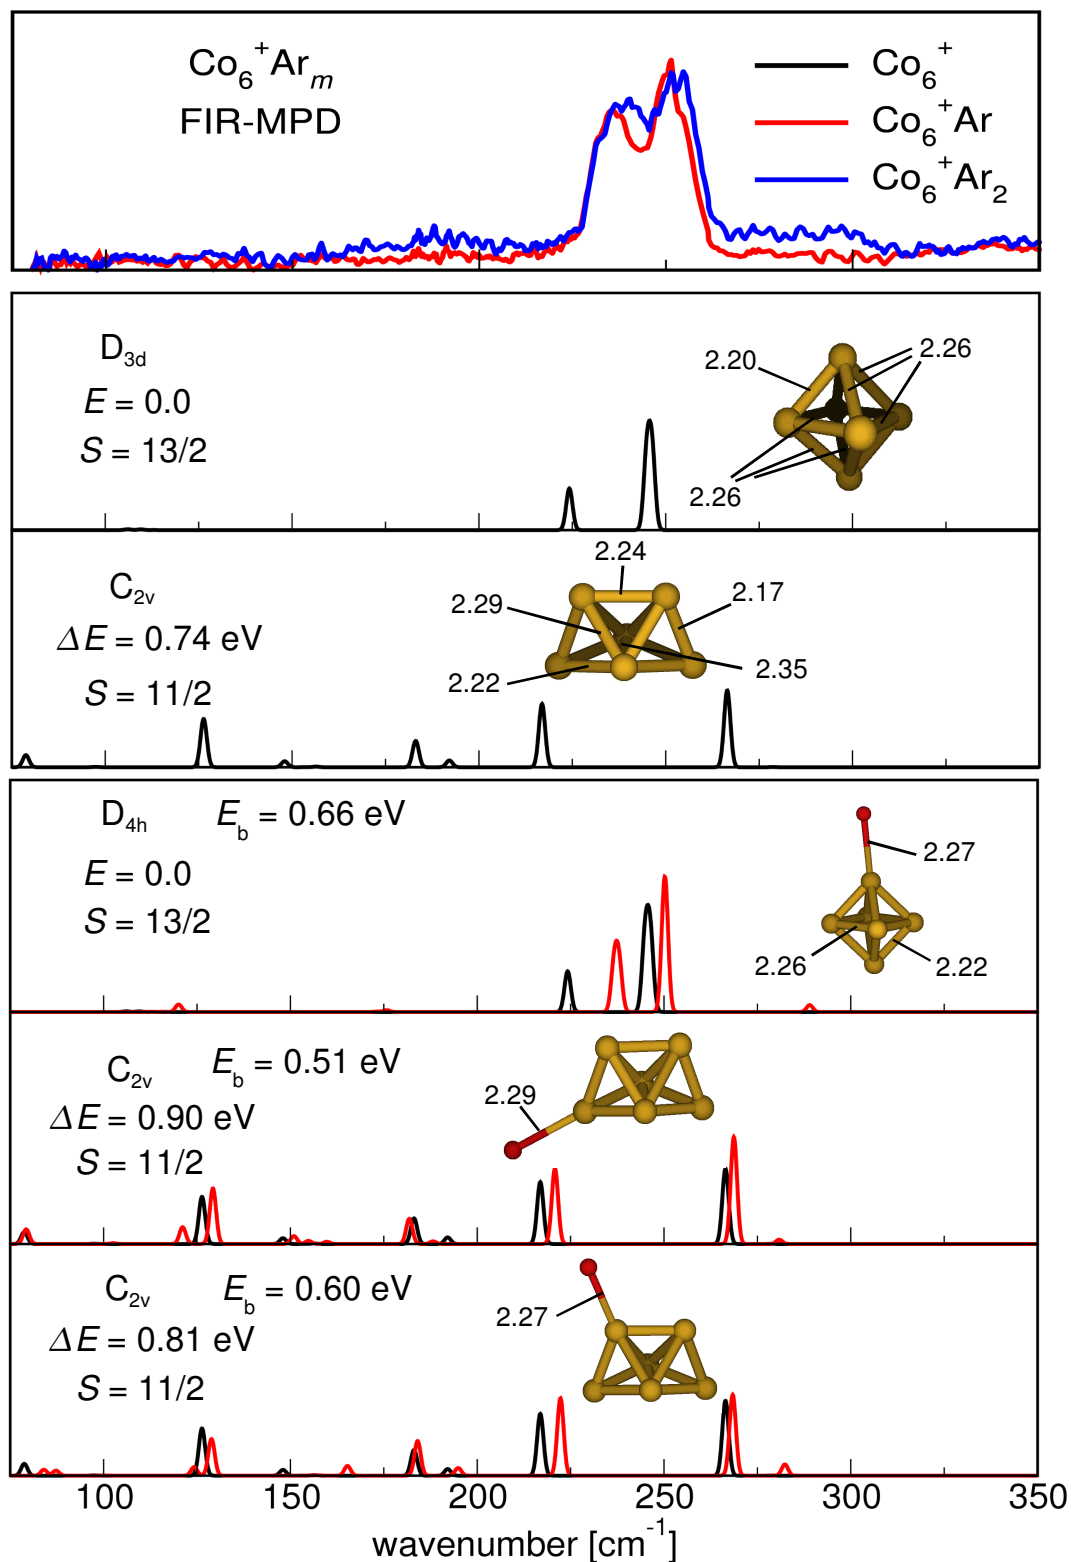 Co6+Arm
FIR-MPD
Co6+
Co6+Ar
Co6+Ar2
D3d
E = 0.0
S = 13/2
2.20
2.26
2.26
C2v
ΔE = 0.74 eV
S = 11/2
2.24
2.29
2.17
2.22
2.35
D4h
Eb = 0.66 eV
E = 0.0
S = 13/2
2.27
2.26
2.22
C2v
Eb = 0.51 eV
ΔE = 0.90 eV
S = 11/2
2.29
C2v
Eb = 0.60 eV
ΔE = 0.81 eV
S = 11/2
2.27
100 150 200 250 300 350
wavenumber [cm-1]